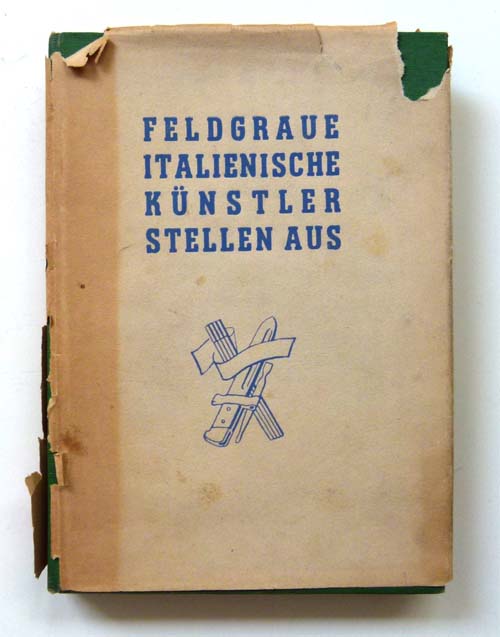 FELDGRAUE
ITALIENISCHE
KÜNSTLER
STELLEN AUS